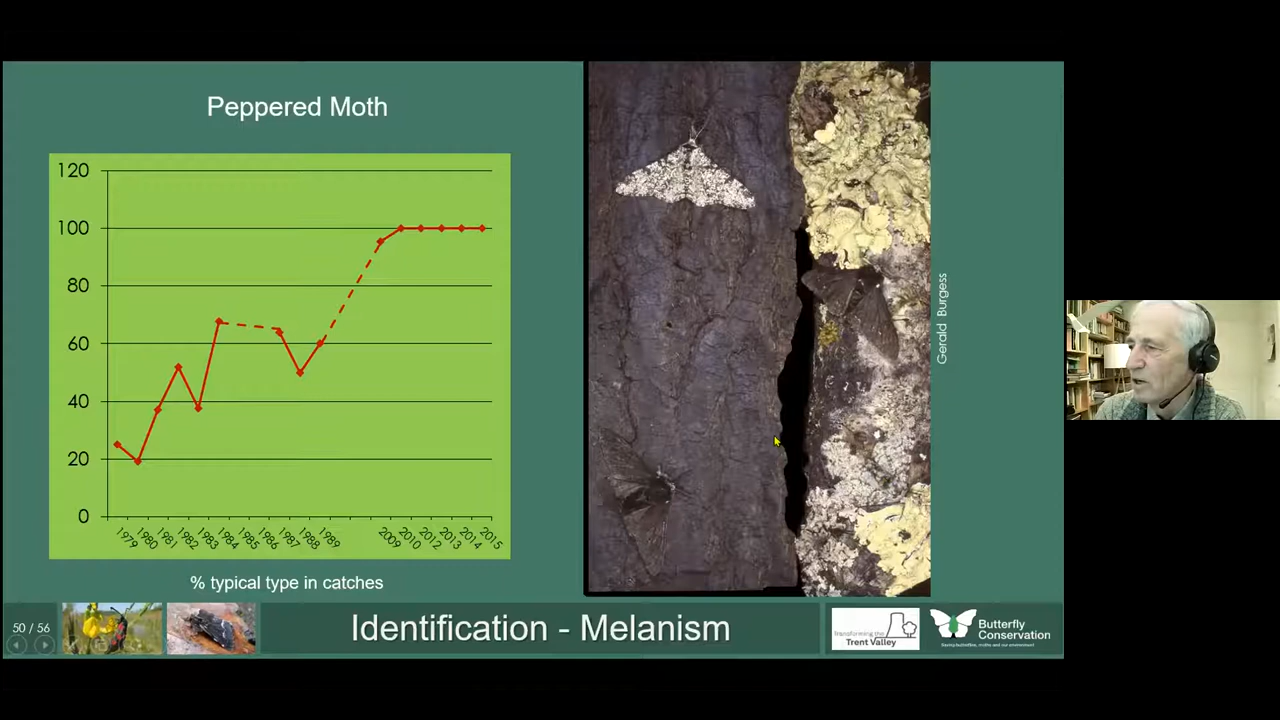 Peppered Moth
120
100
80
60
40
20
0
1979
1980
1981
1982
1983
1984
1985
1986
1987
1988
1989
2009
2010
2012
2013
2014
2015
% typical type in catches
Gerald Burgess
50 / 56
Identification - Melanism
Transforming the
Trent Valley
Butterfly
Conservation
Saving butterflies, moths and our environment